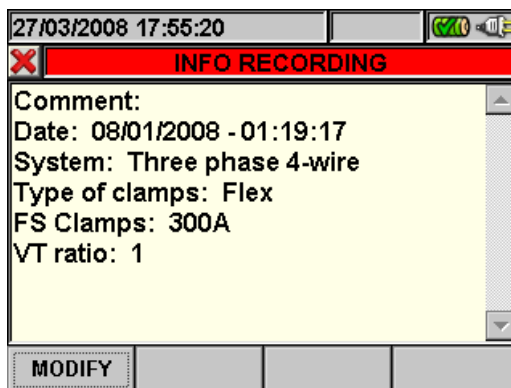 27/03/2008 17:55:20
INFO RECORDING
Comment:
Date: 08/01/2008 - 01:19:17
System: Three phase 4-wire
Type of clamps: Flex
FS Clamps: 300A
VT ratio: 1
MODIFY